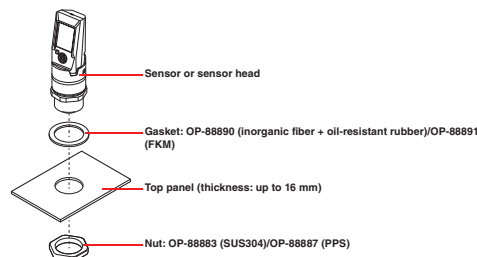 Sensor or sensor head
Gasket: OP-88890 (inorganic fiber + oil-resistant rubber)/OP-88891
(FKM)
Top panel (thickness: up to 16 mm)
Nut: OP-88883 (SUS304)/OP-88887 (PPS)